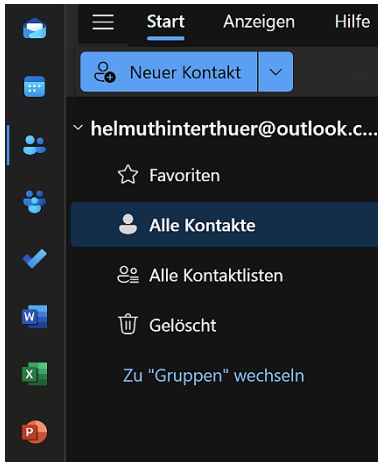 Start Anzeigen Hilfe
Neuer Kontakt
helmuthinterthuer@outlook.c...
Favoriten
Alle Kontakte
Alle Kontaktlisten
Gelöscht
Zu "Gruppen" wechseln
W
X
P